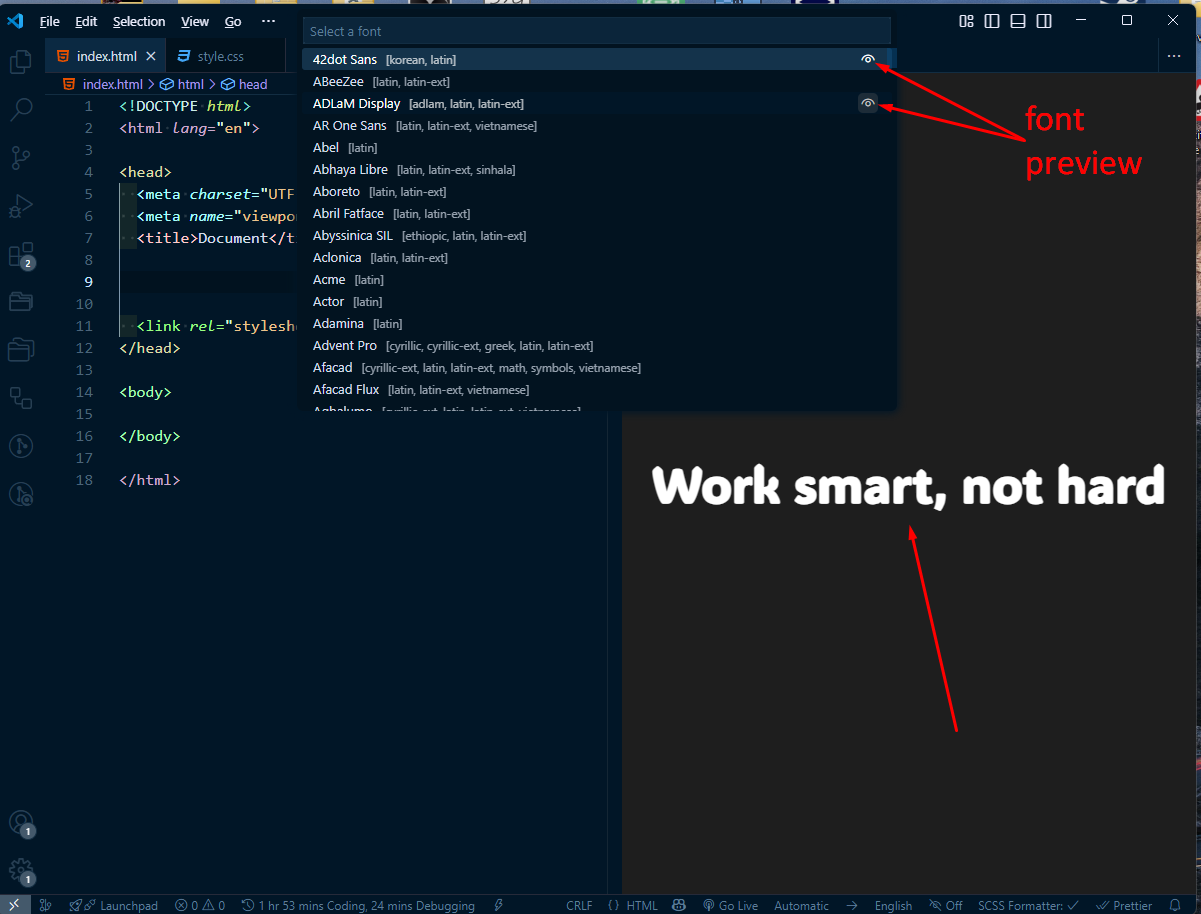 File Edit Selection View Go ···
Select a font
index.html
style.css
index.html > html > head
42dot Sans [korean, latin]
ABeeZee [latin, latin-ext]
ADLaM Display [adlam, latin, latin-ext]
AR One Sans [latin, latin-ext, vietnamese]
Abel [latin]
Abhaya Libre [latin, latin-ext, sinhala]
Aboreto [latin, latin-ext]
Abril Fatface [latin, latin-ext]
Abyssinica SIL [ethiopic, latin, latin-ext]
Aclonica [latin, latin-ext]
Acme [latin]
Actor [latin]
Adamina [latin]
Advent Pro [cyrillic, cyrillic-ext, greek, latin, latin-ext]
Afacad [cyrillic-ext, latin, latin-ext, math, symbols, vietnamese]
Afacad Flux [latin, latin-ext, vietnamese]
1 <!DOCTYPE html>
2 <html lang="en">
3
4 <head>
5 <meta charset="UTF
6 <meta name="viewpor
7 <title>Document</ti
8
9
10
11 <link rel="styleshe
12 </head>
13
14 <body>
15
16 </body>
17
18 </html>
font
preview
Work smart, not hard
2
1
1
Launchpad 0 0 1 hr 53 mins Coding, 24 mins Debugging CRLF {} HTML Go Live Automatic English Off SCSS Formatter: ✓ Prettier